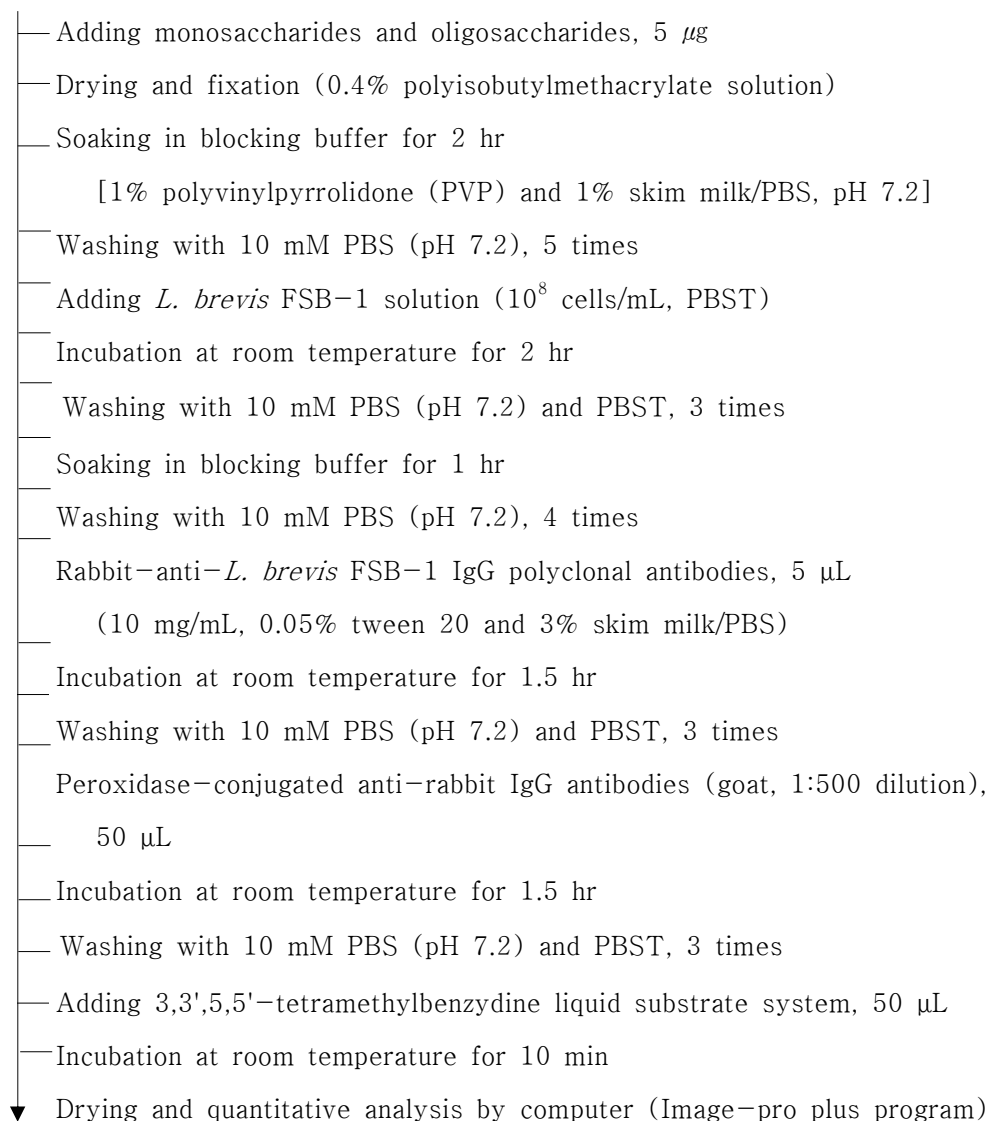 Adding monosaccharides and oligosaccharides, 5 μg
Drying and fixation (0.4% polyisobutylmethacrylate solution)
Soaking in blocking buffer for 2 hr
[1% polyvinylpyrrolidone (PVP) and 1% skim milk/PBS, pH 7.2]
Washing with 10 mM PBS (pH 7.2), 5 times
Adding L. brevis FSB-1 solution (10⁸ cells/mL, PBST)
Incubation at room temperature for 2 hr
Washing with 10 mM PBS (pH 7.2) and PBST, 3 times
Soaking in blocking buffer for 1 hr
Washing with 10 mM PBS (pH 7.2), 4 times
Rabbit-anti-L. brevis FSB-1 IgG polyclonal antibodies, 5 μL
(10 mg/mL, 0.05% tween 20 and 3% skim milk/PBS)
Incubation at room temperature for 1.5 hr
Washing with 10 mM PBS (pH 7.2) and PBST, 3 times
Peroxidase-conjugated anti-rabbit IgG antibodies (goat, 1:500 dilution),
50 μL
Incubation at room temperature for 1.5 hr
Washing with 10 mM PBS (pH 7.2) and PBST, 3 times
Adding 3,3',5,5'-tetramethylbenzydine liquid substrate system, 50 μL
Incubation at room temperature for 10 min
Drying and quantitative analysis by computer (Image-pro plus program)